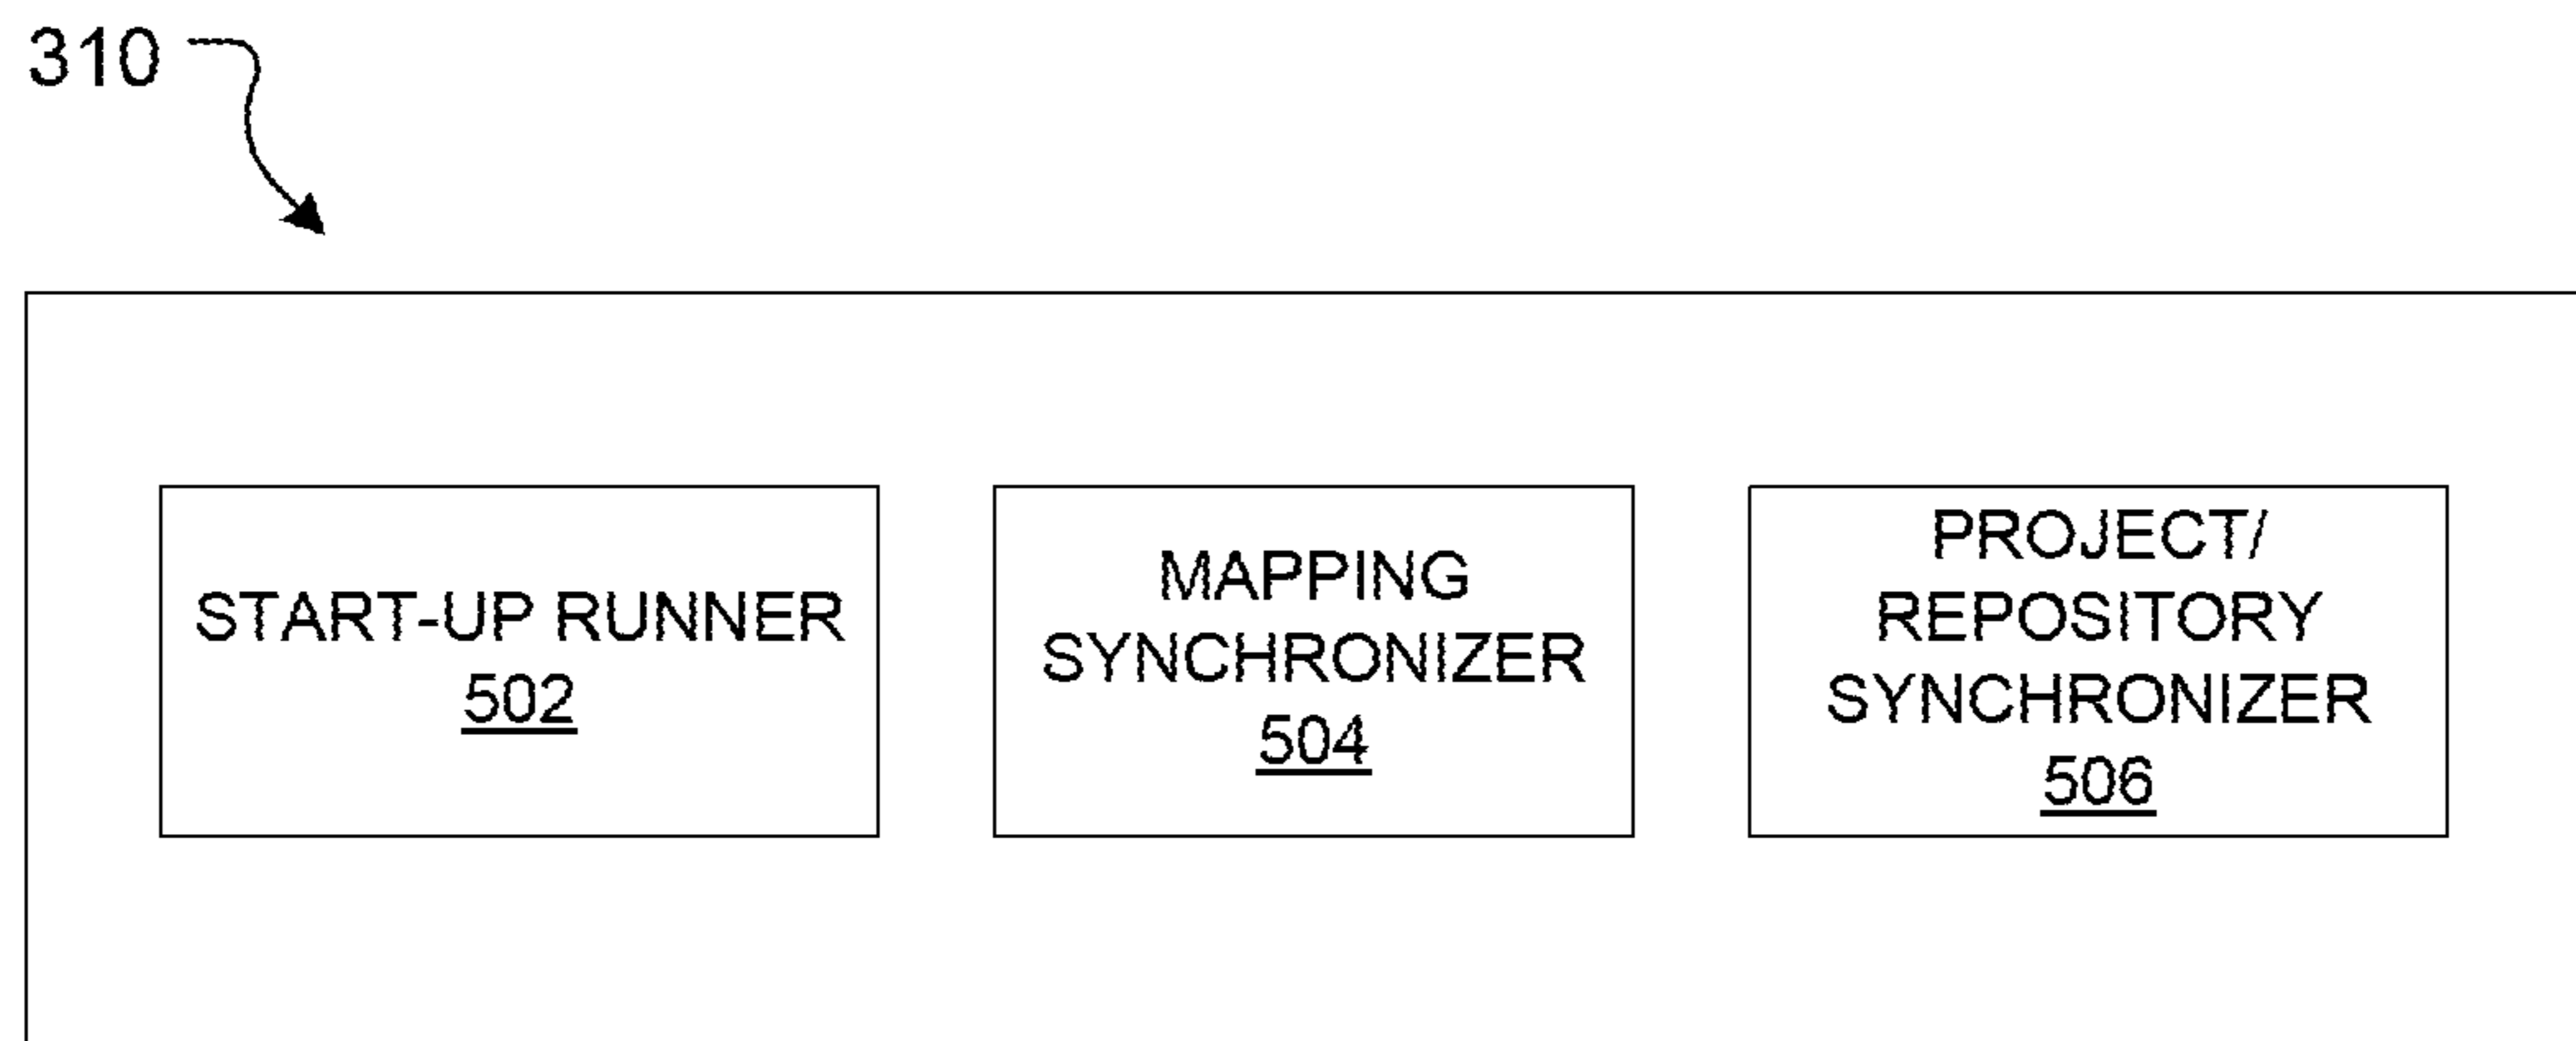 310
START-UP RUNNER
502
MAPPING
SYNCHRONIZER
504
PROJECT/
REPOSITORY
SYNCHRONIZER
506